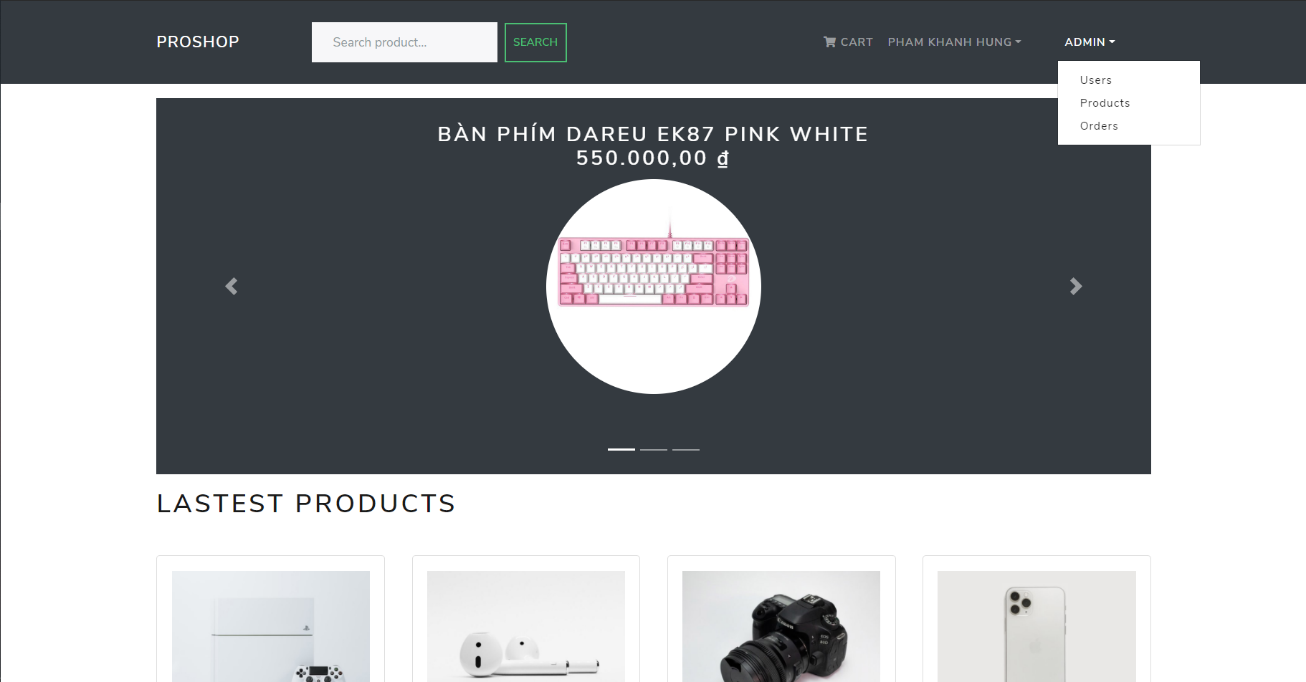 PROSHOP
Search product...
SEARCH
CART
PHAM KHANH HUNG
ADMIN
Users
Products
Orders
BÀN PHÍM DAREU EK87 PINK WHITE
550.000,00 ₫
LASTEST PRODUCTS
Canon